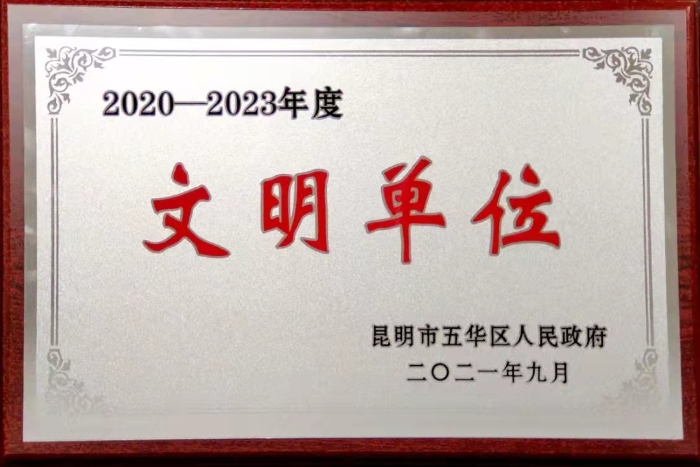 2020—2023年度
文明单位
昆明市五华区人民政府
二〇二一年九月